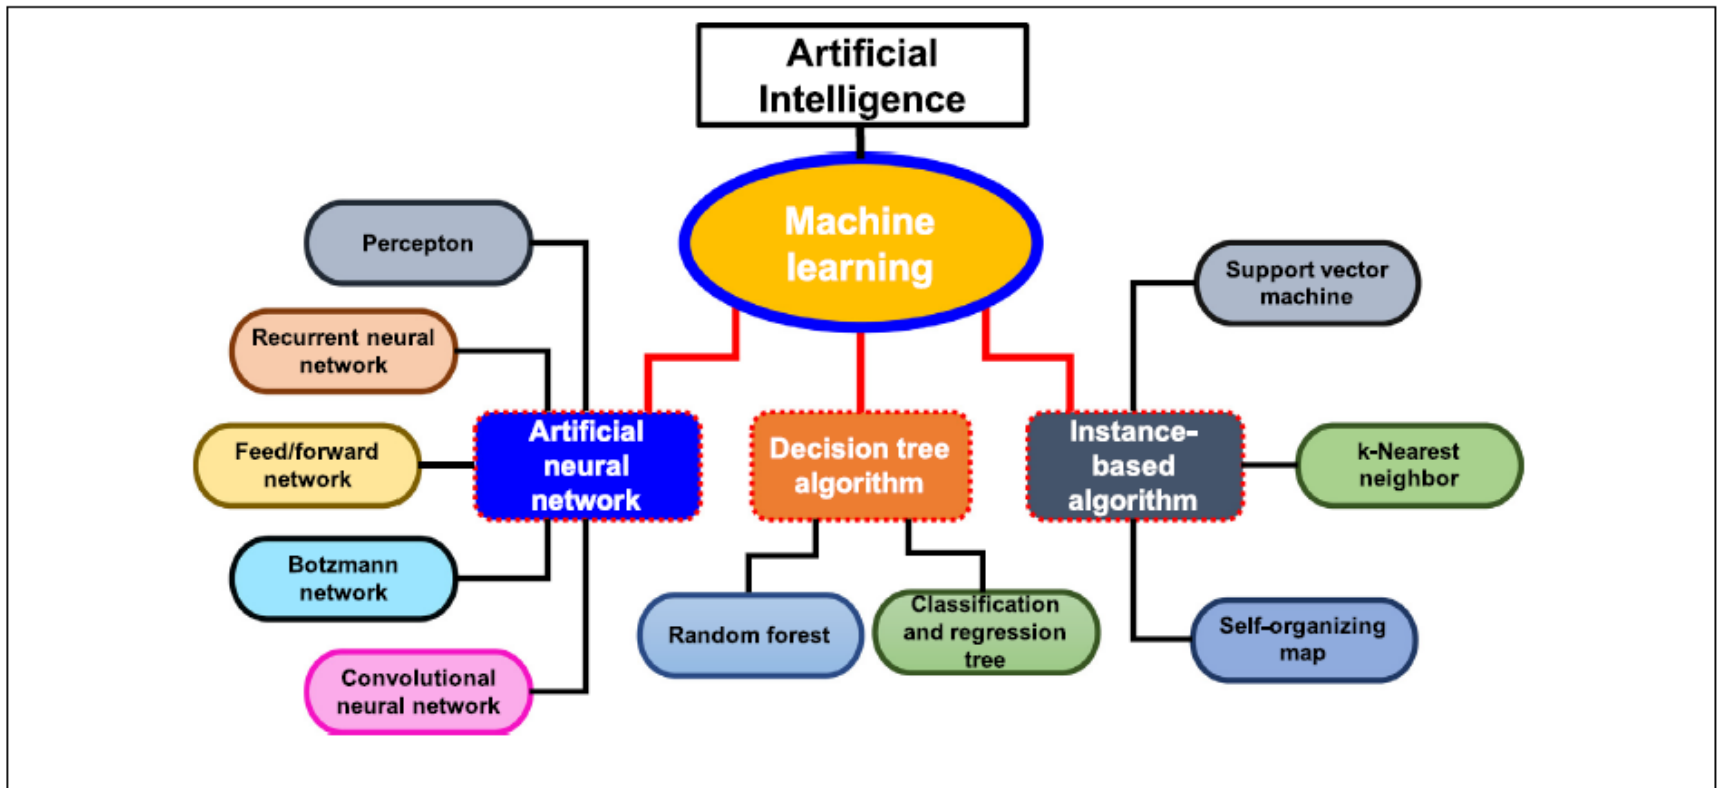 Artificial
Intelligence
Machine
learning
Percepton
Recurrent neural
network
Feed/forward
network
Botzmann
network
Convolutional
neural network
Artificial
neural
network
Decision tree
algorithm
Random forest
Classification
and regression
tree
Instance-
based
algorithm
Support vector
machine
k-Nearest
neighbor
Self-organizing
map